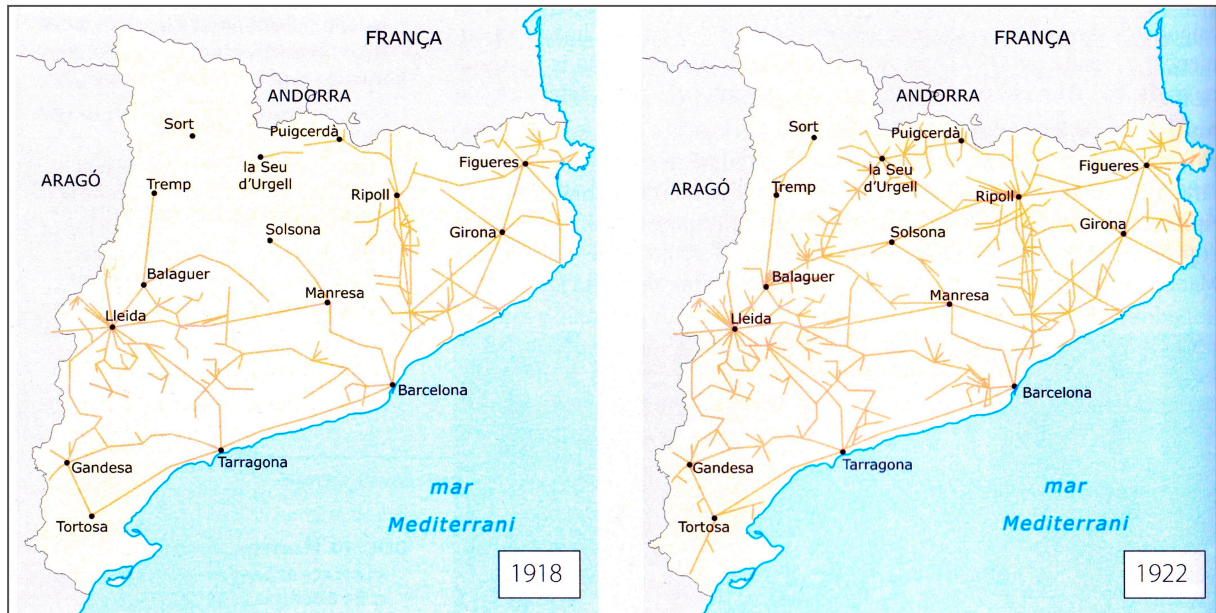 FRANÇA
ANDORRA
Sort
Puigcerdà
la Seu
d'Urgell
Figueres
ARAGÓ
Tremp
Ripoll
Solsona
Girona
Balaguer
Manresa
Lleida
Barcelona
Gandesa
Tarragona
mar
Mediterrani
Tortosa
1918
FRANÇA
ANDORRA
Sort
Puigcerdà
la Seu
d'Urgell
Figueres
ARAGÓ
Tremp
Ripoll
Solsona
Girona
Balaguer
Manresa
Lleida
Barcelona
Gandesa
Tarragona
mar
Mediterrani
Tortosa
1922